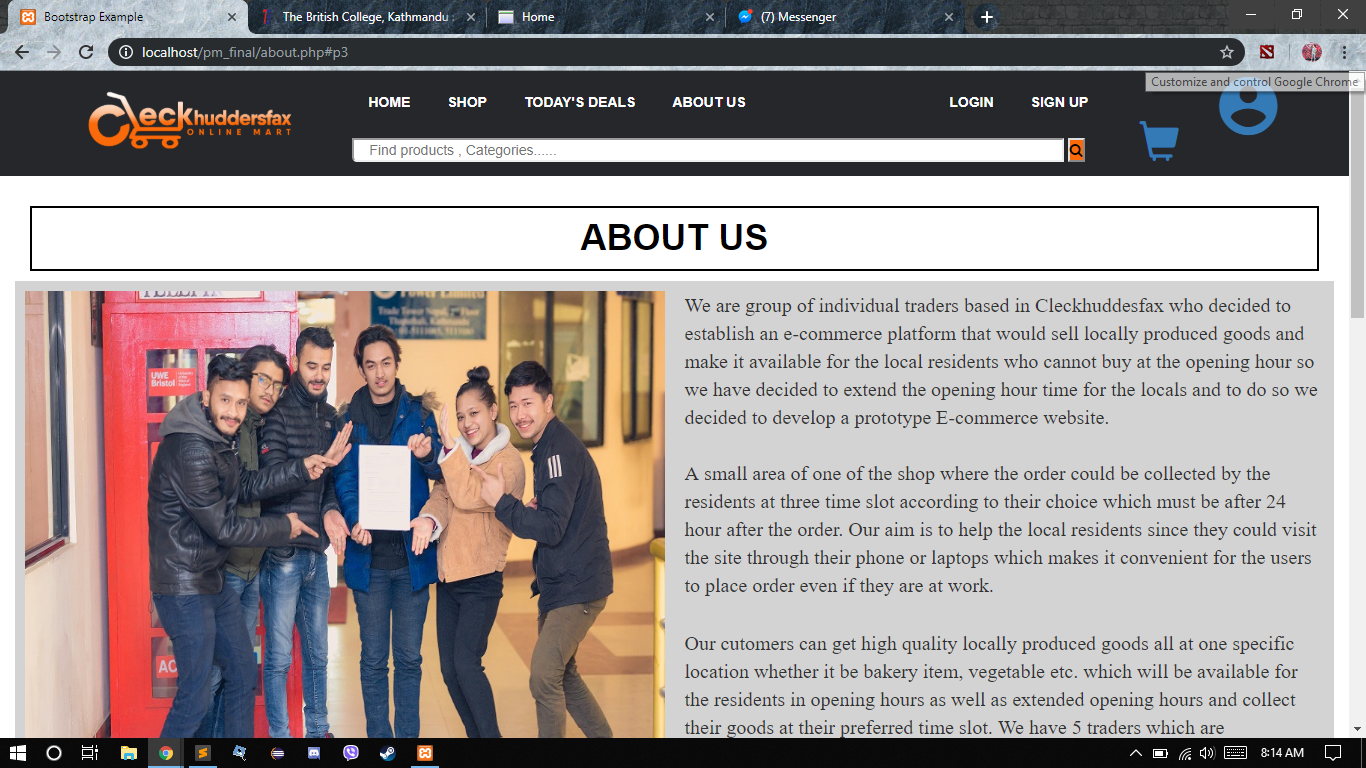 Bootstrap Example
The British College, Kathmandu
Home
(7) Messenger
localhost/pm_final/about.php#p3
Customize and control Google Chrome
Cleckhuddersfax
ONLINE MART
HOME
SHOP
TODAY'S DEALS
ABOUT US
LOGIN
SIGN UP
Find products , Categories......
ABOUT US
UWE
Bristol
We are group of individual traders based in Cleckhuddesfax who decided to
establish an e-commerce platform that would sell locally produced goods and
make it available for the local residents who cannot buy at the opening hour so
we have decided to extend the opening hour time for the locals and to do so we
decided to develop a prototype E-commerce website.
A small area of one of the shop where the order could be collected by the
residents at three time slot according to their choice which must be after 24
hour after the order. Our aim is to help the local residents since they could visit
the site through their phone or laptops which makes it convenient for the users
to place order even if they are at work.
Our cutomers can get high quality locally produced goods all at one specific
location whether it be bakery item, vegetable etc. which will be available for
the residents in opening hours as well as extended opening hours and collect
their goods at their preferred time slot. We have 5 traders which are
8:14 AM